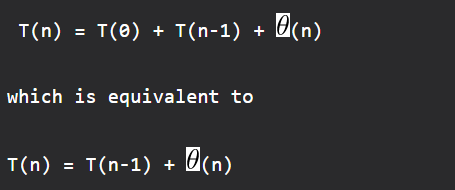 T(n) = T(0) + T(n-1) + θ(n)
which is equivalent to
T(n) = T(n-1) + θ(n)